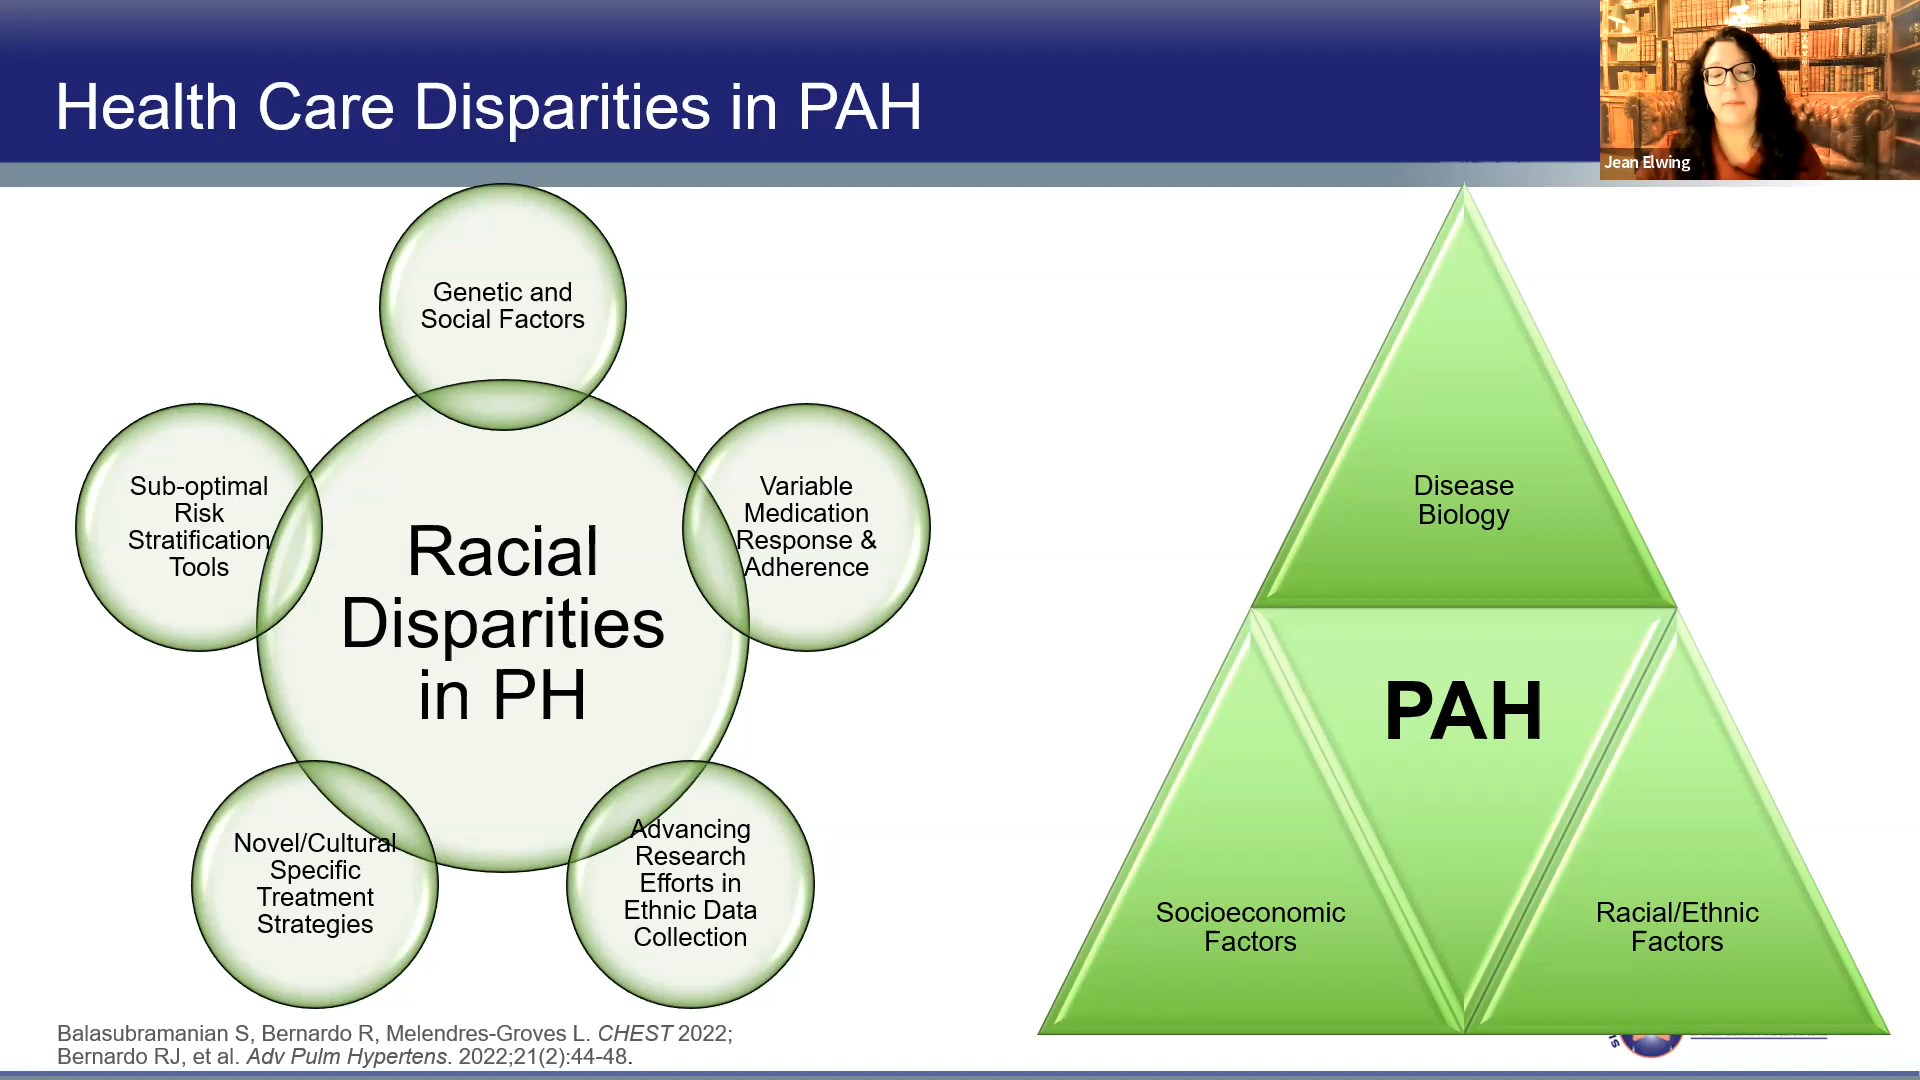 Health Care Disparities in PAH
Jean Elwing
Genetic and
Social Factors
Sub-optimal
Risk
Stratification
Tools
Variable
Medication
Response &
Adherence
Racial
Disparities
in PH
Novel/Cultural
Specific
Treatment
Strategies
Advancing
Research
Efforts in
Ethnic Data
Collection
Disease
Biology
PAH
Socioeconomic
Factors
Racial/Ethnic
Factors
Balasubramanian S, Bernardo R, Melendres-Groves L. CHEST 2022;
Bernardo RJ, et al. Adv Pulm Hypertens. 2022;21(2):44-48.